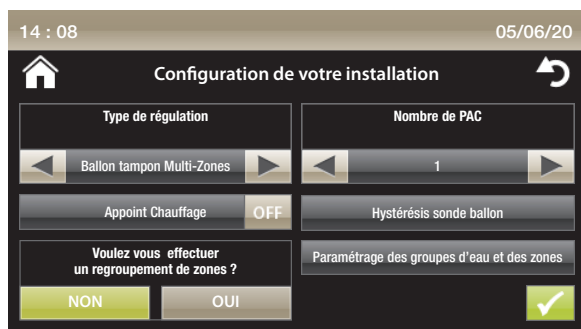 14 : 08
05/06/20
Configuration de votre installation
Type de régulation
Ballon tampon Multi-Zones
Nombre de PAC
1
Appoint Chauffage
OFF
Hystérésis sonde ballon
Voulez vous effectuer
un regroupement de zones ?
NON
OUI
Paramétrage des groupes d'eau et des zones